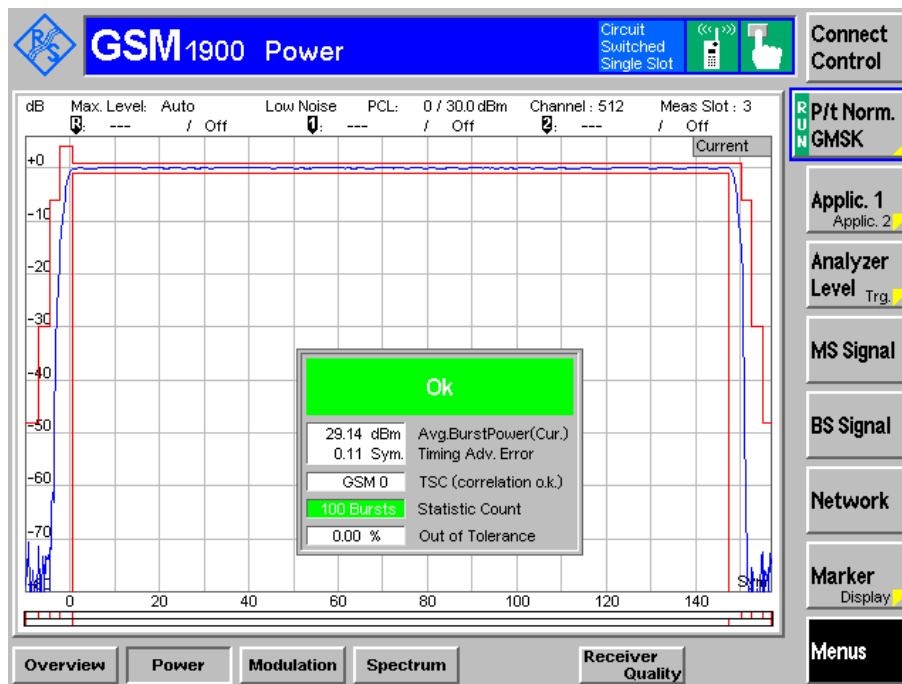 R S
GSM 1900 Power
Circuit
Switched
Single Slot
Connect
Control
dB Max. Level: Auto Low Noise PCL: 0 / 30.0 dBm Channel : 512 Meas Slot : 3
R: --- / Off 1: --- / Off 2: --- / Off
Current
RUN
P/t Norm.
GMSK
Applic. 1
Applic. 2
Analyzer
Level Trg.
MS Signal
BS Signal
Network
Marker
Display
Menus
+0
-10
-20
-30
-40
-50
-60
-70
Ok
29.14 dBm Avg.BurstPower(Cur.)
0.11 Sym. Timing Adv. Error
GSM 0 TSC (correlation o.k.)
100 Bursts Statistic Count
0.00 % Out of Tolerance
0 20 40 60 80 100 120 140
Overview Power Modulation Spectrum Receiver
Quality